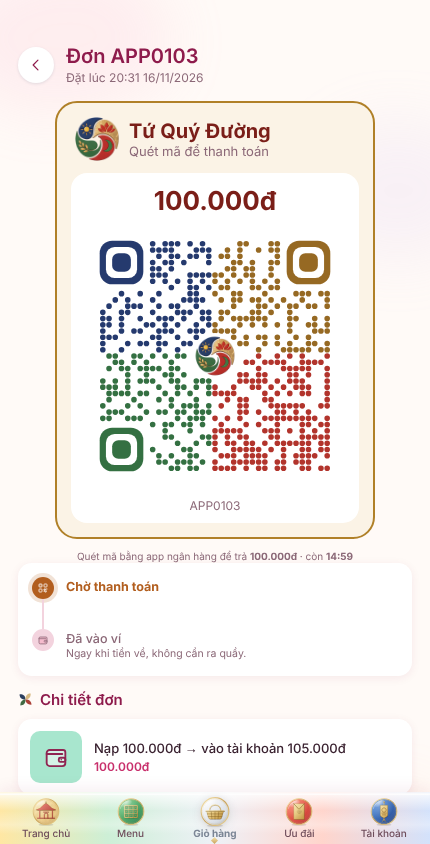 Đơn APP0103
Đặt lúc 20:31 16/11/2026
Tứ Quý Đường
Quét mã để thanh toán
100.000đ
APP0103
Quét mã bằng app ngân hàng để trả 100.000đ · còn 14:59
Chờ thanh toán
Đã vào ví
Ngay khi tiền về, không cần ra quầy.
Chi tiết đơn
Nạp 100.000đ → vào tài khoản 105.000đ
100.000đ
Trang chủ
Menu
Giỏ hàng
Ưu đãi
Tài khoản